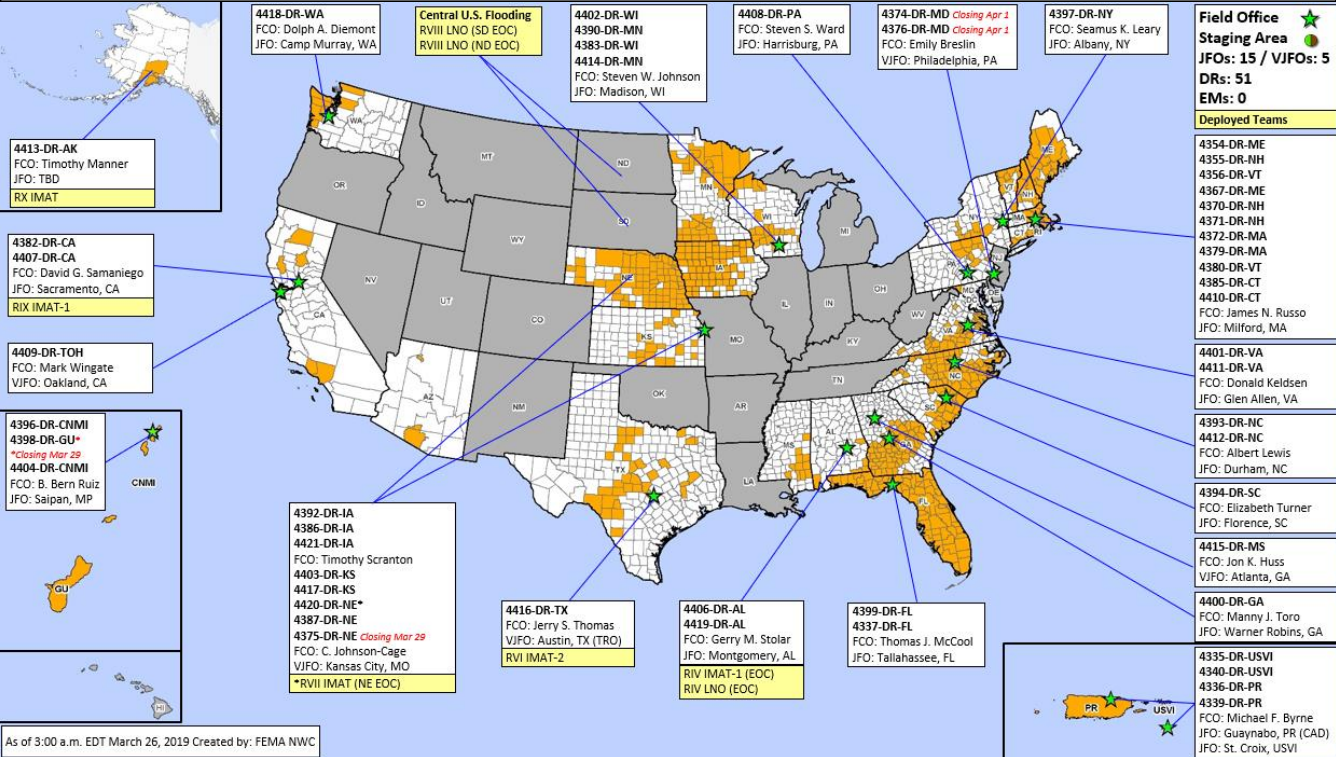 4418-DR-WA
FCO: Dolph A. Diemont
JFO: Camp Murray, WA
Central U.S. Flooding
RVIII LNO (SD EOC)
RVIII LNO (ND EOC)
4402-DR-WI
4390-DR-MN
4383-DR-WI
4414-DR-MN
FCO: Steven W. Johnson
JFO: Madison, WI
4408-DR-PA
FCO: Steven S. Ward
JFO: Harrisburg, PA
4374-DR-MD Closing Apr 1
4376-DR-MD Closing Apr 1
FCO: Emily Breslin
VJFO: Philadelphia, PA
4397-DR-NY
FCO: Seamus K. Leary
JFO: Albany, NY
Field Office
Staging Area
JFOs: 15 / VJFOs: 5
DRs: 51
EMs: 0
Deployed Teams
4413-DR-AK
FCO: Timothy Manner
JFO: TBD
RX IMAT
4382-DR-CA
4407-DR-CA
FCO: David G. Samaniego
JFO: Sacramento, CA
RIX IMAT-1
4409-DR-TOH
FCO: Mark Wingate
VJFO: Oakland, CA
4396-DR-CNMI
4398-DR-GU*
*Closing Mar 29
4404-DR-CNMI
FCO: B. Bern Ruiz
JFO: Saipan, MP
CNMI
GU
HI
WA
OR
CA
NV
ID
MT
WY
UT
AZ
CO
NM
ND
SD
NE
KS
OK
TX
MN
IA
MO
AR
LA
WI
IL
IN
MI
OH
KY
TN
MS
AL
GA
FL
SC
NC
VA
WV
PA
NY
NJ
DE
MD
DC
CT
RI
MA
VT
NH
ME
4354-DR-ME
4355-DR-NH
4356-DR-VT
4367-DR-ME
4370-DR-NH
4371-DR-NH
4372-DR-MA
4379-DR-MA
4380-DR-VT
4385-DR-CT
4410-DR-CT
FCO: James N. Russo
JFO: Milford, MA
4401-DR-VA
4411-DR-VA
FCO: Donald Keldsen
JFO: Glen Allen, VA
4393-DR-NC
4412-DR-NC
FCO: Albert Lewis
JFO: Durham, NC
4394-DR-SC
FCO: Elizabeth Turner
JFO: Florence, SC
4415-DR-MS
FCO: Jon K. Huss
VJFO: Atlanta, GA
4400-DR-GA
FCO: Manny J. Toro
JFO: Warner Robins, GA
4392-DR-IA
4386-DR-IA
4421-DR-IA
FCO: Timothy Scranton
4403-DR-KS
4417-DR-KS
4420-DR-NE*
4387-DR-NE
4375-DR-NE Closing Mar 29
FCO: C. Johnson-Cage
VJFO: Kansas City, MO
*RVII IMAT (NE EOC)
4416-DR-TX
FCO: Jerry S. Thomas
VJFO: Austin, TX (TRO)
RVI IMAT-2
4406-DR-AL
4419-DR-AL
FCO: Gerry M. Stolar
JFO: Montgomery, AL
RIV IMAT-1 (EOC)
RIV LNO (EOC)
4399-DR-FL
4337-DR-FL
FCO: Thomas J. McCool
JFO: Tallahassee, FL
4335-DR-USVI
4340-DR-USVI
4336-DR-PR
4339-DR-PR
FCO: Michael F. Byrne
JFO: Guaynabo, PR (CAD)
JFO: St. Croix, USVI
PR
USVI
As of 3:00 a.m. EDT March 26, 2019 Created by: FEMA NWC